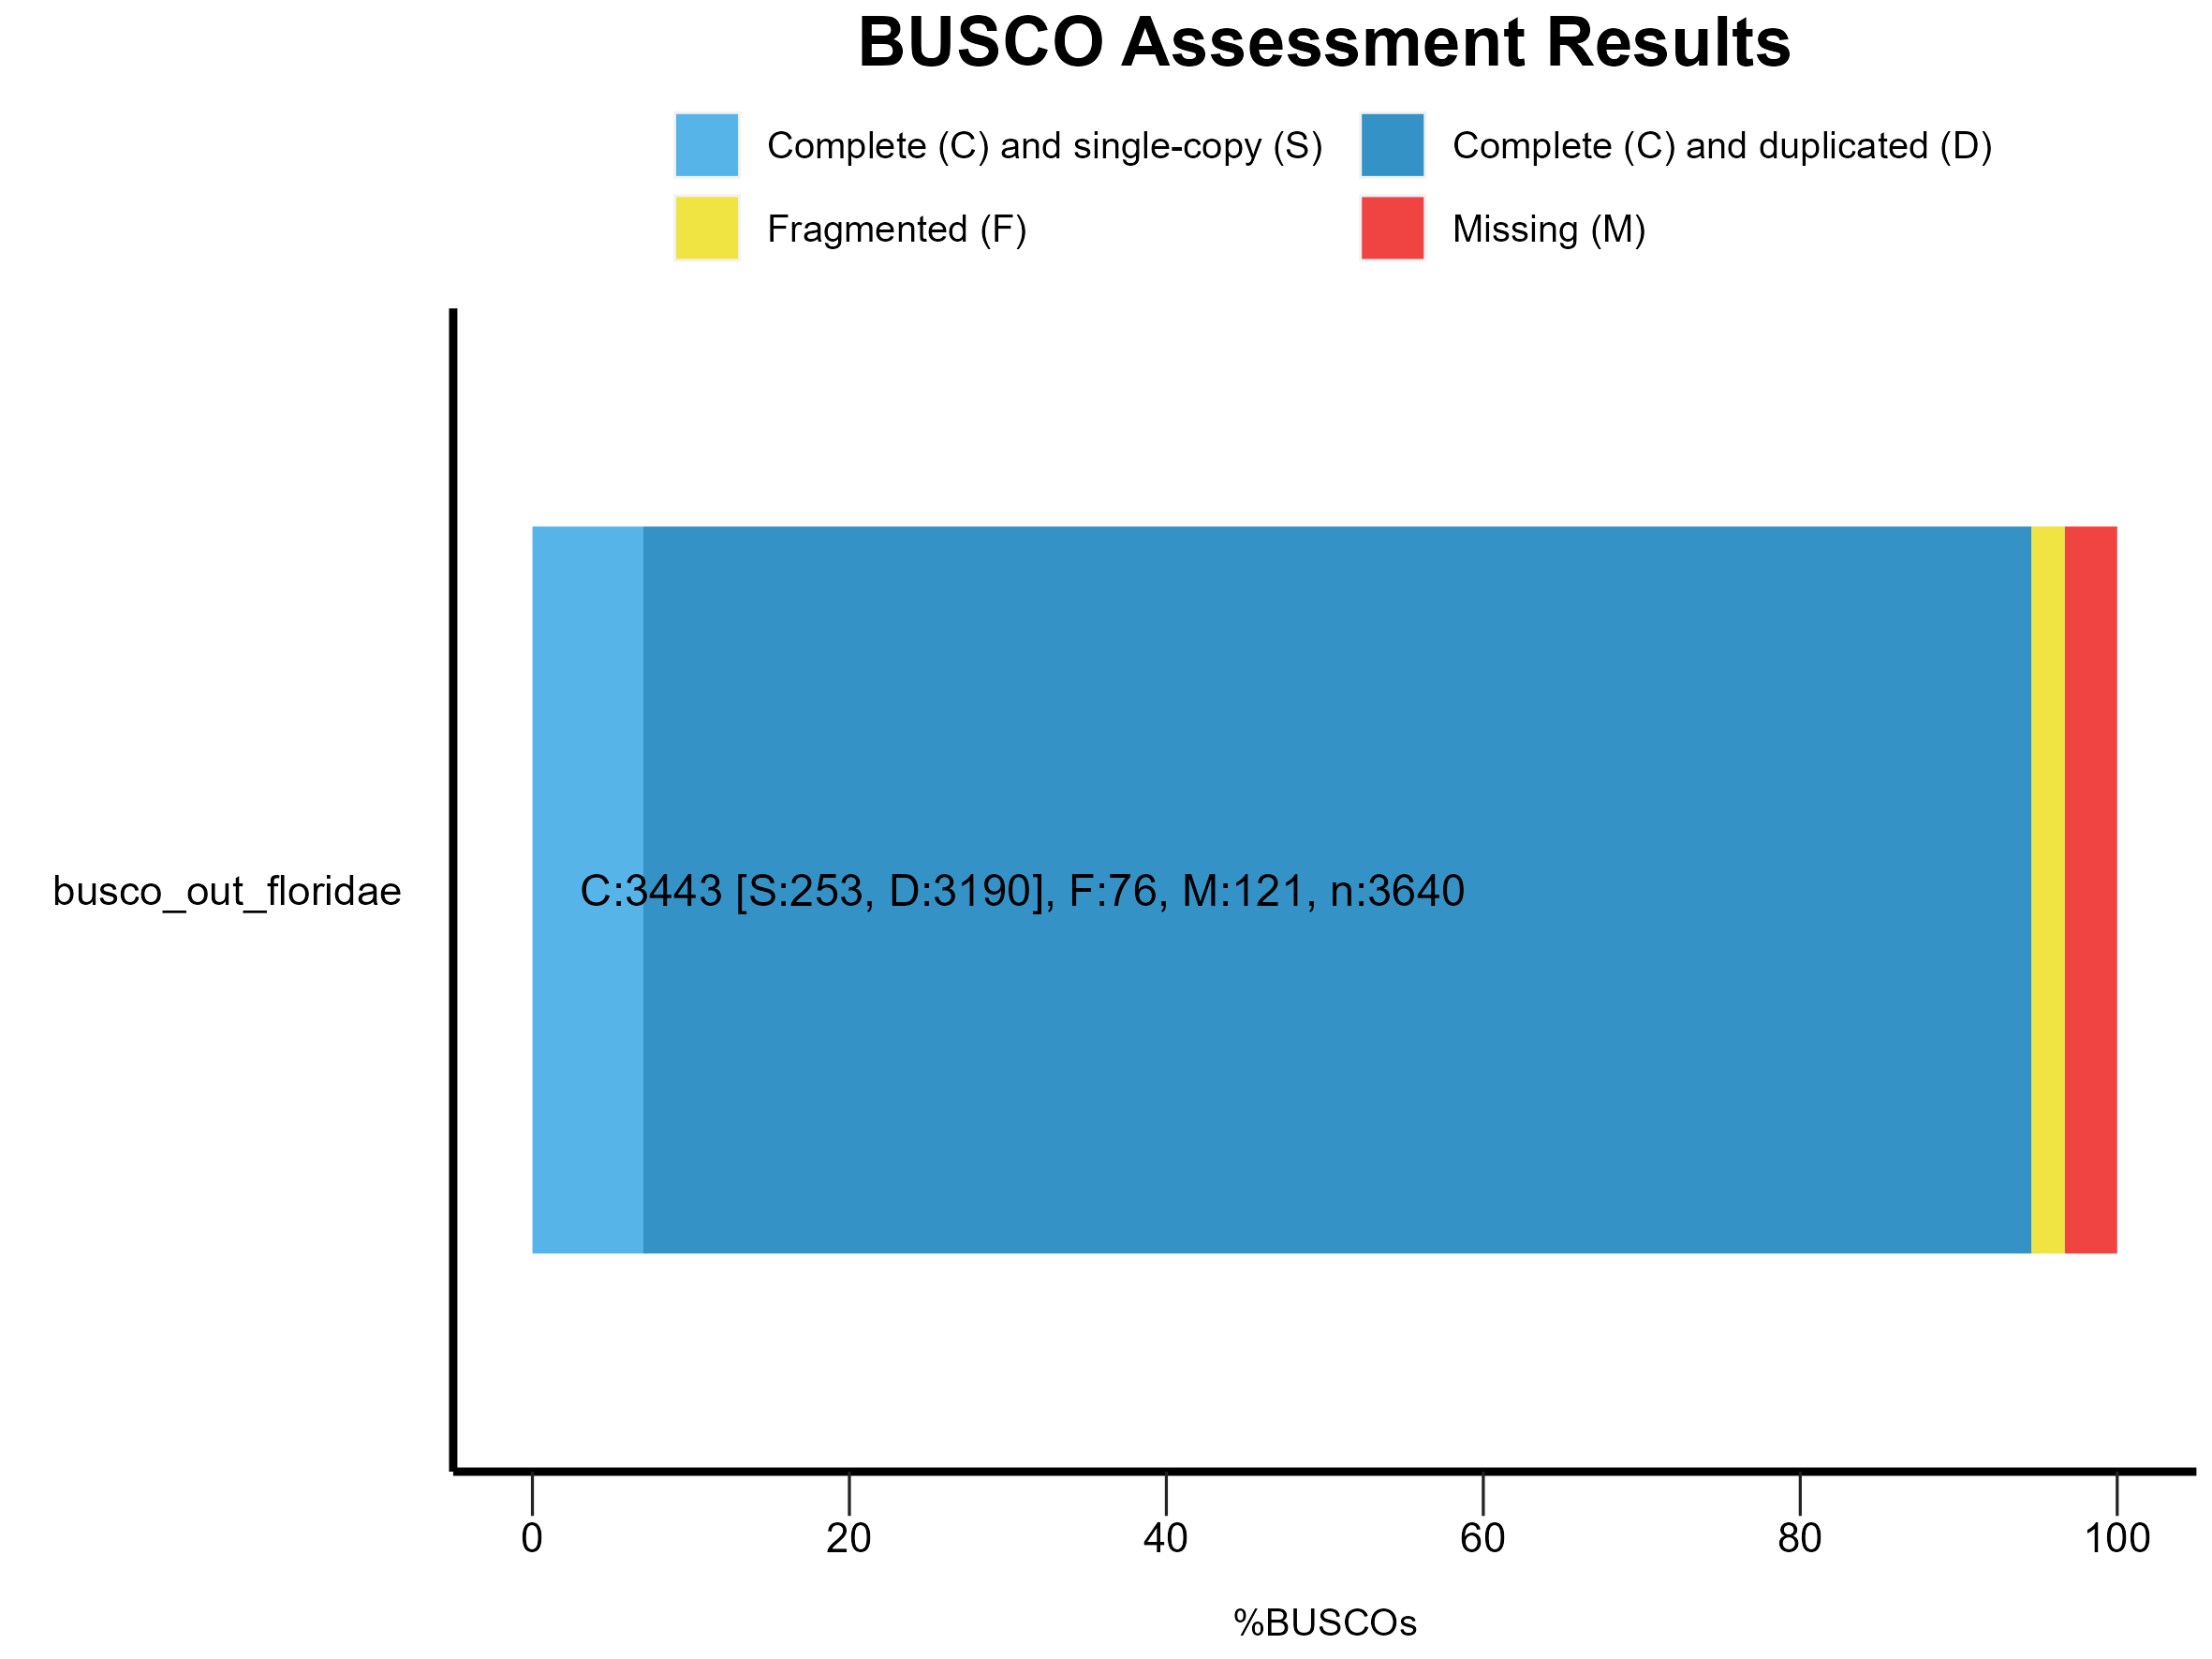 BUSCO Assessment Results
Complete (C) and single-copy (S)
Complete (C) and duplicated (D)
Fragmented (F)
Missing (M)
busco_out_floridae
C:3443 [S:253, D:3190], F:76, M:121, n:3640
0 20 40 60 80 100
%BUSCOs